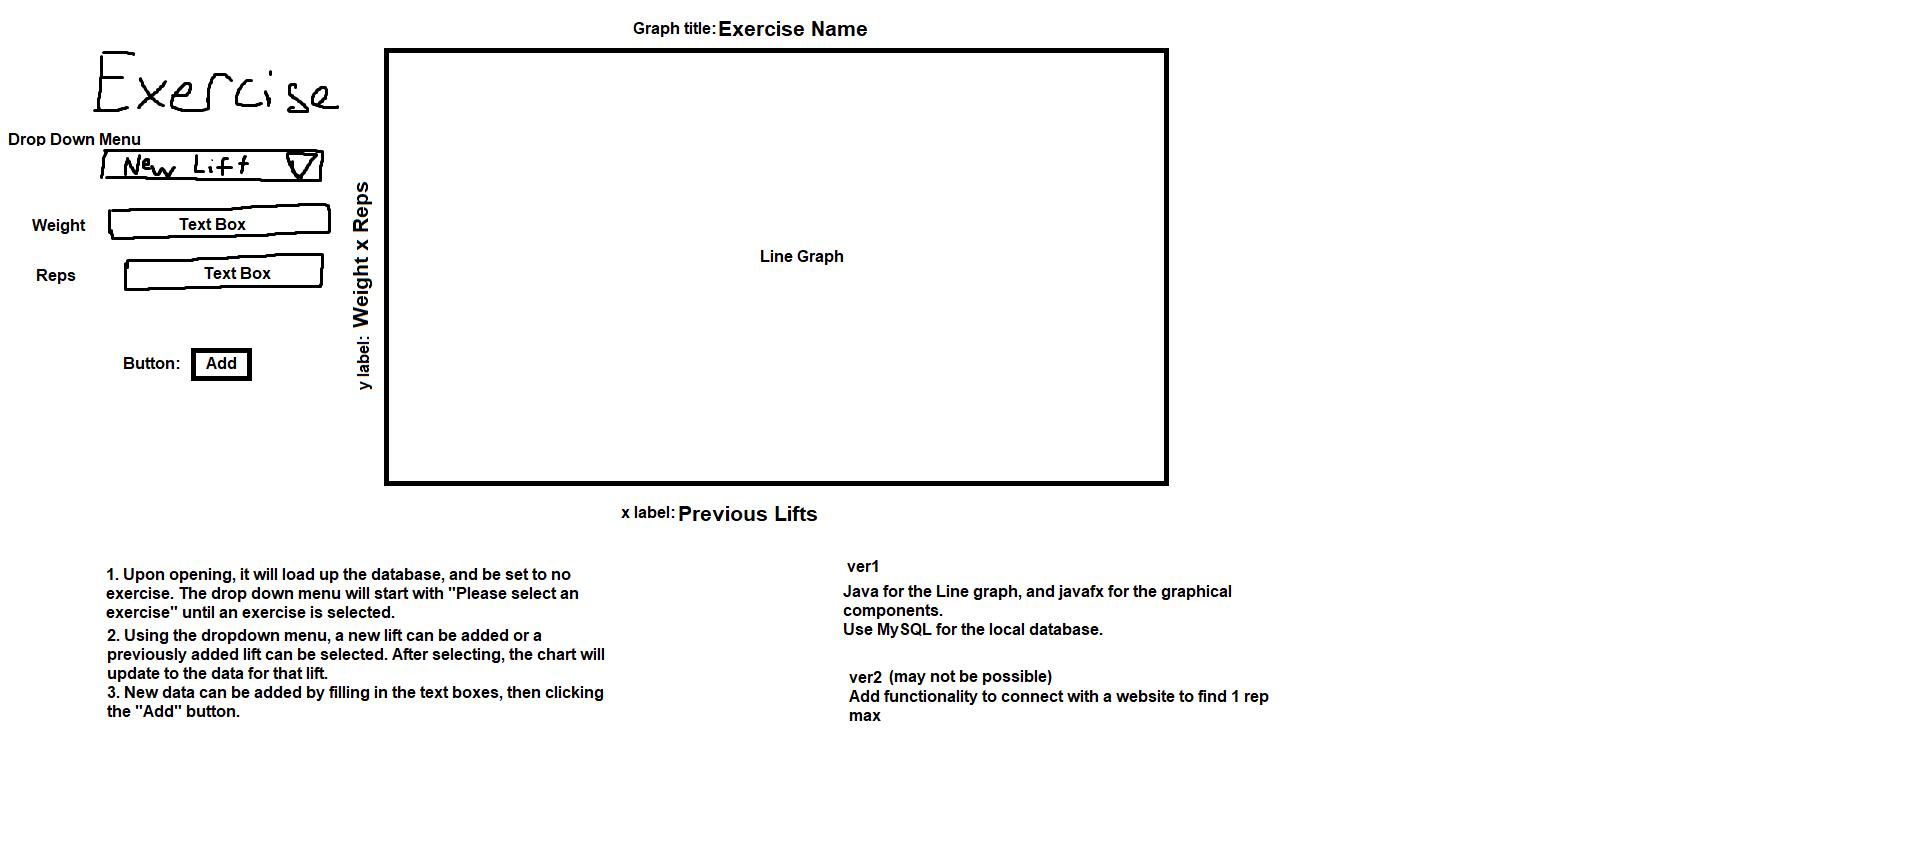 Graph title: Exercise Name
Exercise
Drop Down Menu
New Lift
Weight
Text Box
Reps
Text Box
Button:
Add
y label: Weight x Reps
Line Graph
x label: Previous Lifts
1. Upon opening, it will load up the database, and be set to no
exercise. The drop down menu will start with "Please select an
exercise" until an exercise is selected.
2. Using the dropdown menu, a new lift can be added or a
previously added lift can be selected. After selecting, the chart will
update to the data for that lift.
3. New data can be added by filling in the text boxes, then clicking
the "Add" button.
ver1
Java for the Line graph, and javafx for the graphical
components.
Use MySQL for the local database.
ver2 (may not be possible)
Add functionality to connect with a website to find 1 rep
max